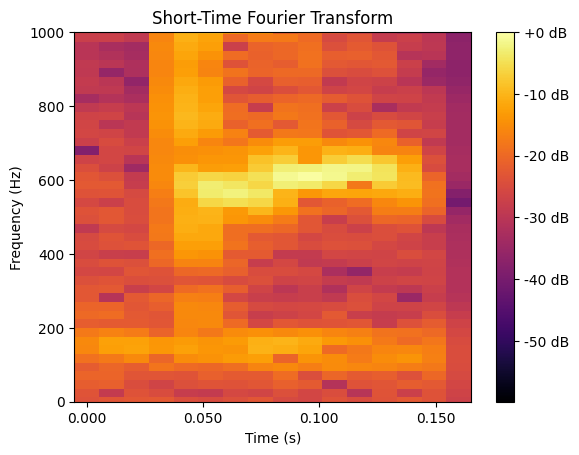 Short-Time Fourier Transform
1000
800
600
400
200
0
Frequency (Hz)
0.000
0.050
0.100
0.150
Time (s)
+0 dB
-10 dB
-20 dB
-30 dB
-40 dB
-50 dB